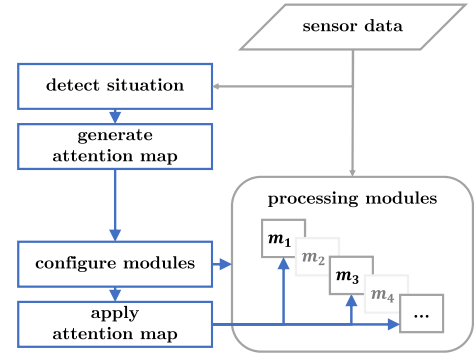 sensor data
detect situation
generate
attention map
processing modules
m1
m2
configure modules
m3
m4
apply
attention map
...